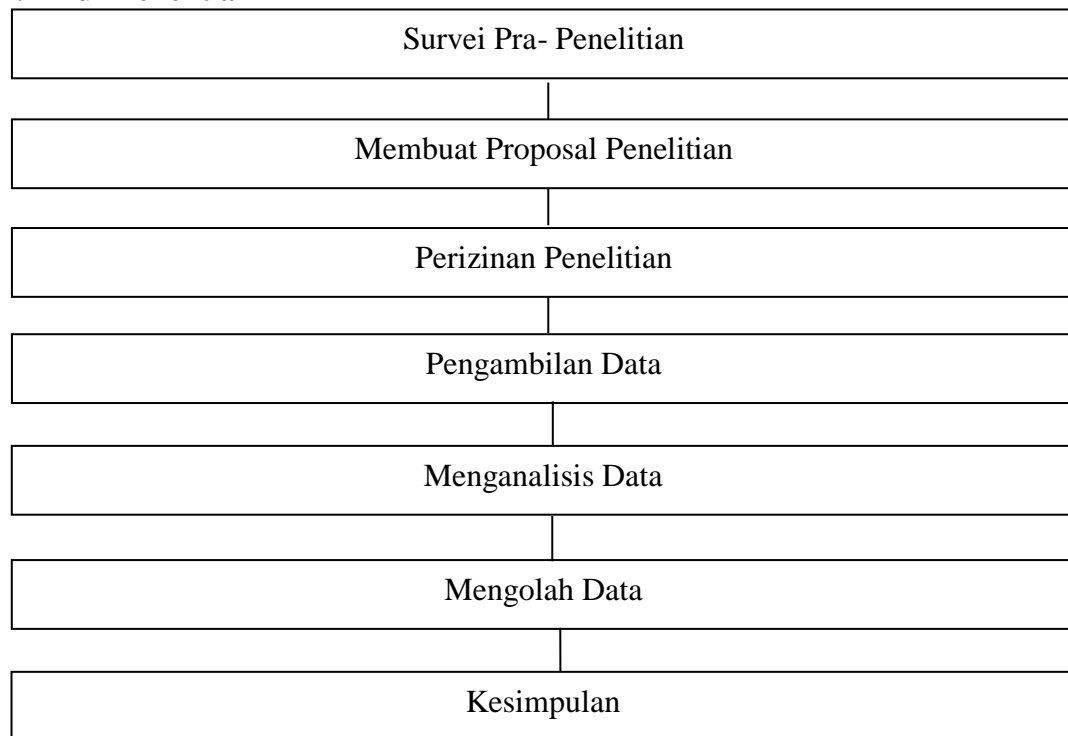 Survei Pra- Penelitian
Membuat Proposal Penelitian
Perizinan Penelitian
Pengambilan Data
Menganalisis Data
Mengolah Data
Kesimpulan